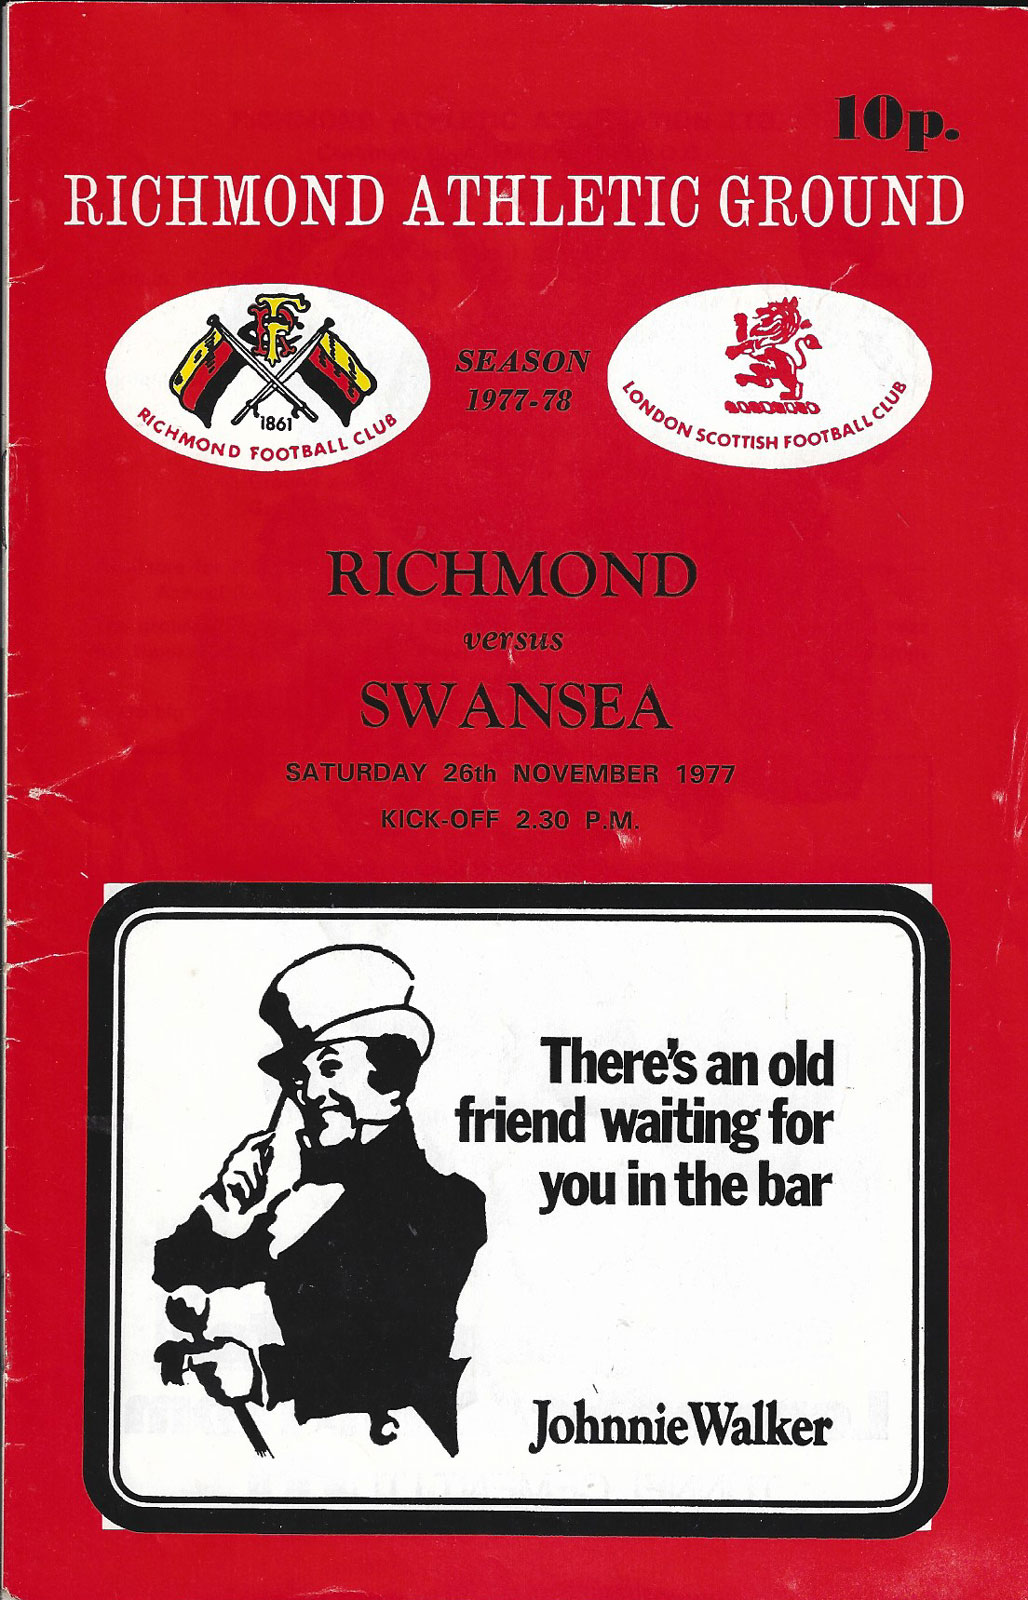 10p.
RICHMOND ATHLETIC GROUND
FRC
1861
RICHMOND FOOTBALL CLUB
SEASON
1977-78
LONDON SCOTTISH FOOTBALL CLUB
RICHMOND
versus
SWANSEA
SATURDAY 26th NOVEMBER 1977
KICK-OFF 2.30 P.M.
There's an old
friend waiting for
you in the bar
Johnnie Walker